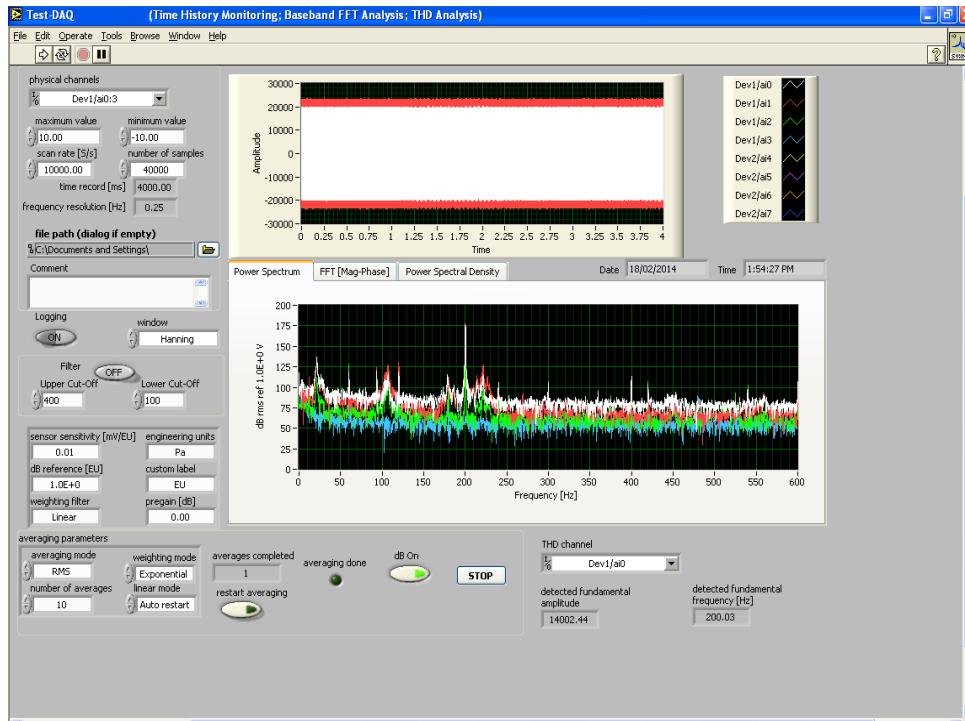 Test-DAQ (Time History Monitoring; Baseband FFT Analysis; THD Analysis)
File Edit Operate Tools Browse Window Help
physical channels
Dev1/ai0:3
maximum value minimum value
10.00 -10.00
scan rate [S/s] number of samples
10000.00 40000
time record [ms] 4000.00
frequency resolution [Hz] 0.25
file path (dialog if empty)
C:\Documents and Settings\
Comment
Logging
ON
window
Hanning
Filter OFF
Upper Cut-Off Lower Cut-Off
400 100
sensor sensitivity [mV/EU] engineering units
0.01 Pa
dB reference [EU] custom label
1.0E+0 EU
weighting filter pregain [dB]
Linear 0.00
30000
20000
10000
0
-10000
-20000
-30000
Amplitude
0 0.25 0.5 0.75 1 1.25 1.5 1.75 2 2.25 2.5 2.75 3 3.25 3.5 3.75 4
Time
Dev1/ai0
Dev1/ai1
Dev1/ai2
Dev1/ai3
Dev2/ai4
Dev2/ai5
Dev2/ai6
Dev2/ai7
Power Spectrum FFT [Mag-Phase] Power Spectral Density
Date 18/02/2014 Time 1:54:27 PM
200
175
150
125
100
75
50
25
0
dB rms ref 1.0E+0 V
0 50 100 150 200 250 300 350 400 450 500 550 600
Frequency [Hz]
averaging parameters
averaging mode weighting mode
RMS Exponential
number of averages linear mode
10 Auto restart
averages completed
1
restart averaging
averaging done
dB On
STOP
THD channel
Dev1/ai0
detected fundamental
amplitude
14002.44
detected fundamental
frequency [Hz]
200.03